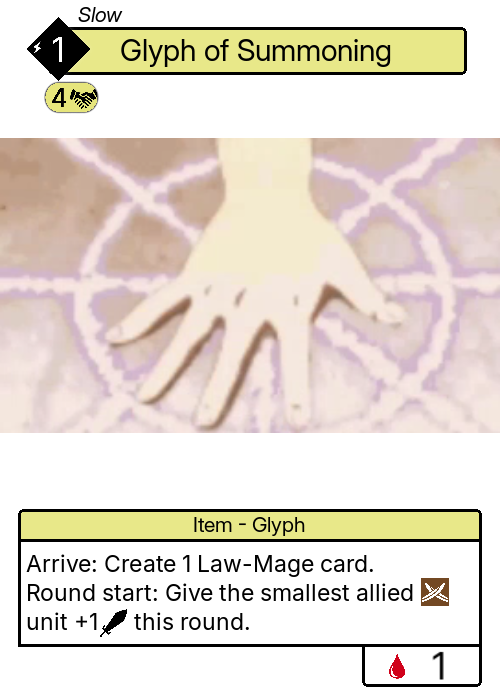 Slow
1
Glyph of Summoning
4
Item - Glyph
Arrive: Create 1 Law-Mage card.
Round start: Give the smallest allied
unit +1 this round.
1